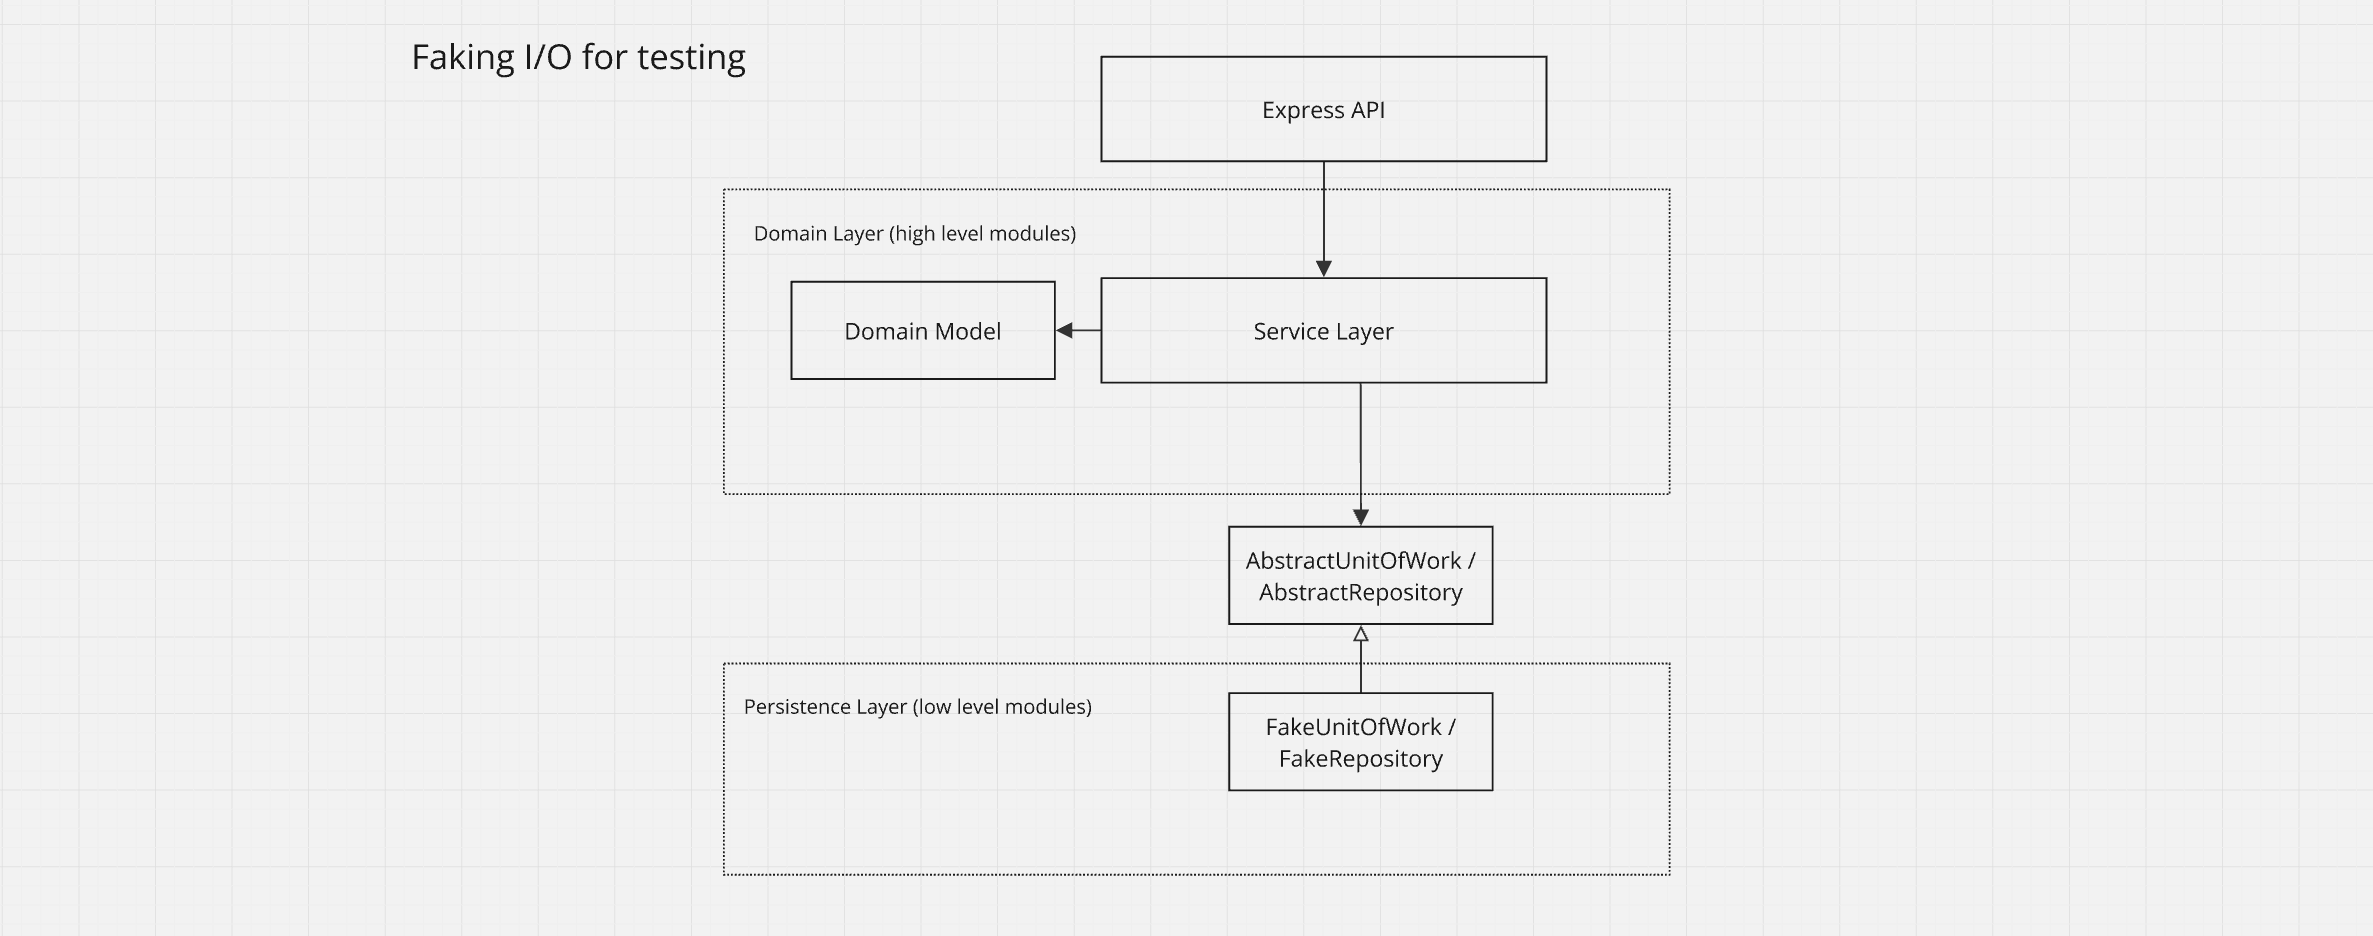 Faking I/O for testing
Express API
Domain Layer (high level modules)
Domain Model
Service Layer
AbstractUnitOfWork /
AbstractRepository
Persistence Layer (low level modules)
FakeUnitOfWork /
FakeRepository